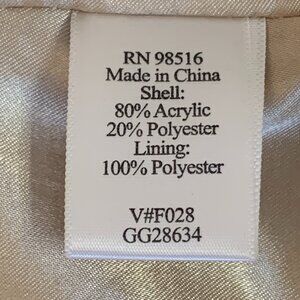 RN 98516
Made in China
Shell:
80% Acrylic
20% Polyester
Lining:
100% Polyester
V#F028
GG28634